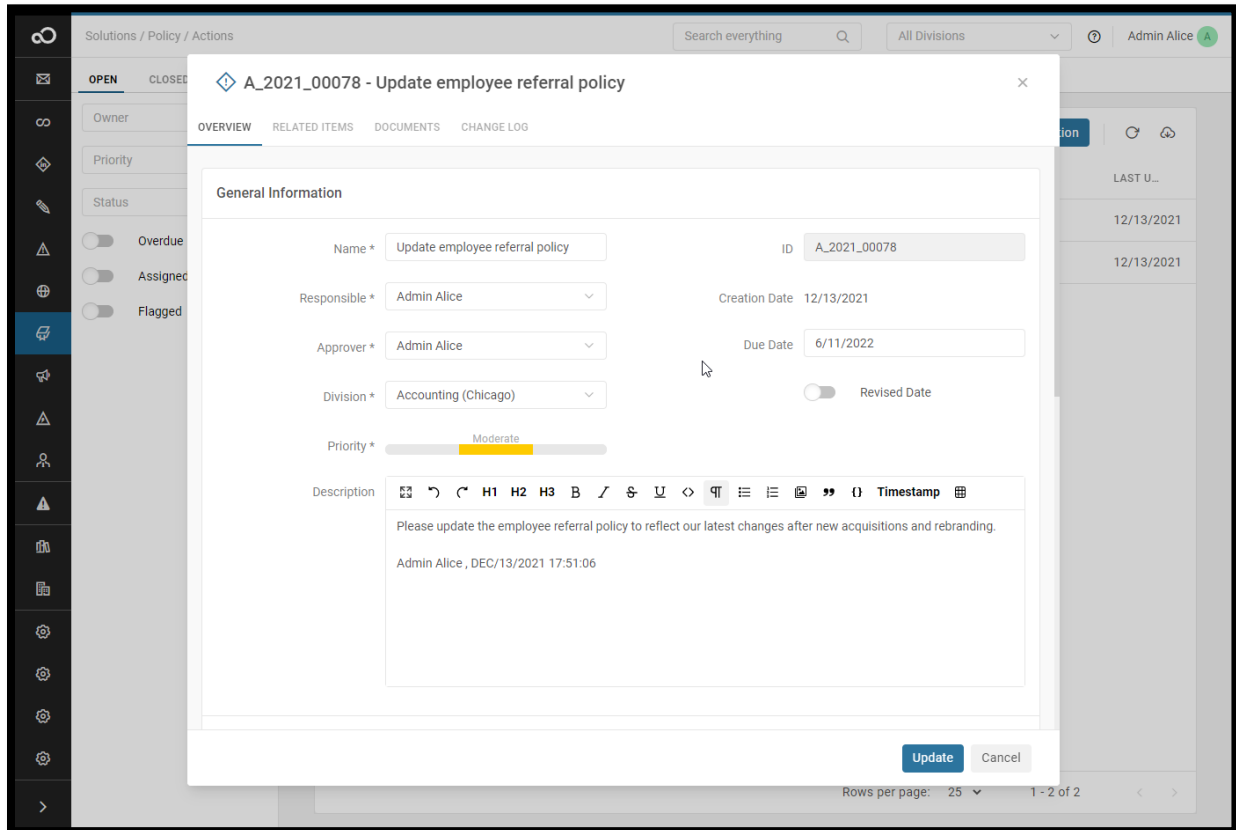 Solutions / Policy / Actions
Search everything
All Divisions
Admin Alice A
OPEN CLOSED
Owner
Priority
Status
Overdue
Assigned
Flagged
A_2021_00078 - Update employee referral policy
OVERVIEW RELATED ITEMS DOCUMENTS CHANGE LOG
General Information
Name * Update employee referral policy
ID A_2021_00078
Responsible * Admin Alice
Creation Date 12/13/2021
Approver * Admin Alice
Due Date 6/11/2022
Division * Accounting (Chicago)
Revised Date
Priority * Moderate
Description
H1 H2 H3 B I S U <> ¶ {} Timestamp
Please update the employee referral policy to reflect our latest changes after new acquisitions and rebranding.
Admin Alice , DEC/13/2021 17:51:06
Update Cancel
LAST U...
12/13/2021
12/13/2021
Rows per page: 25 1 - 2 of 2